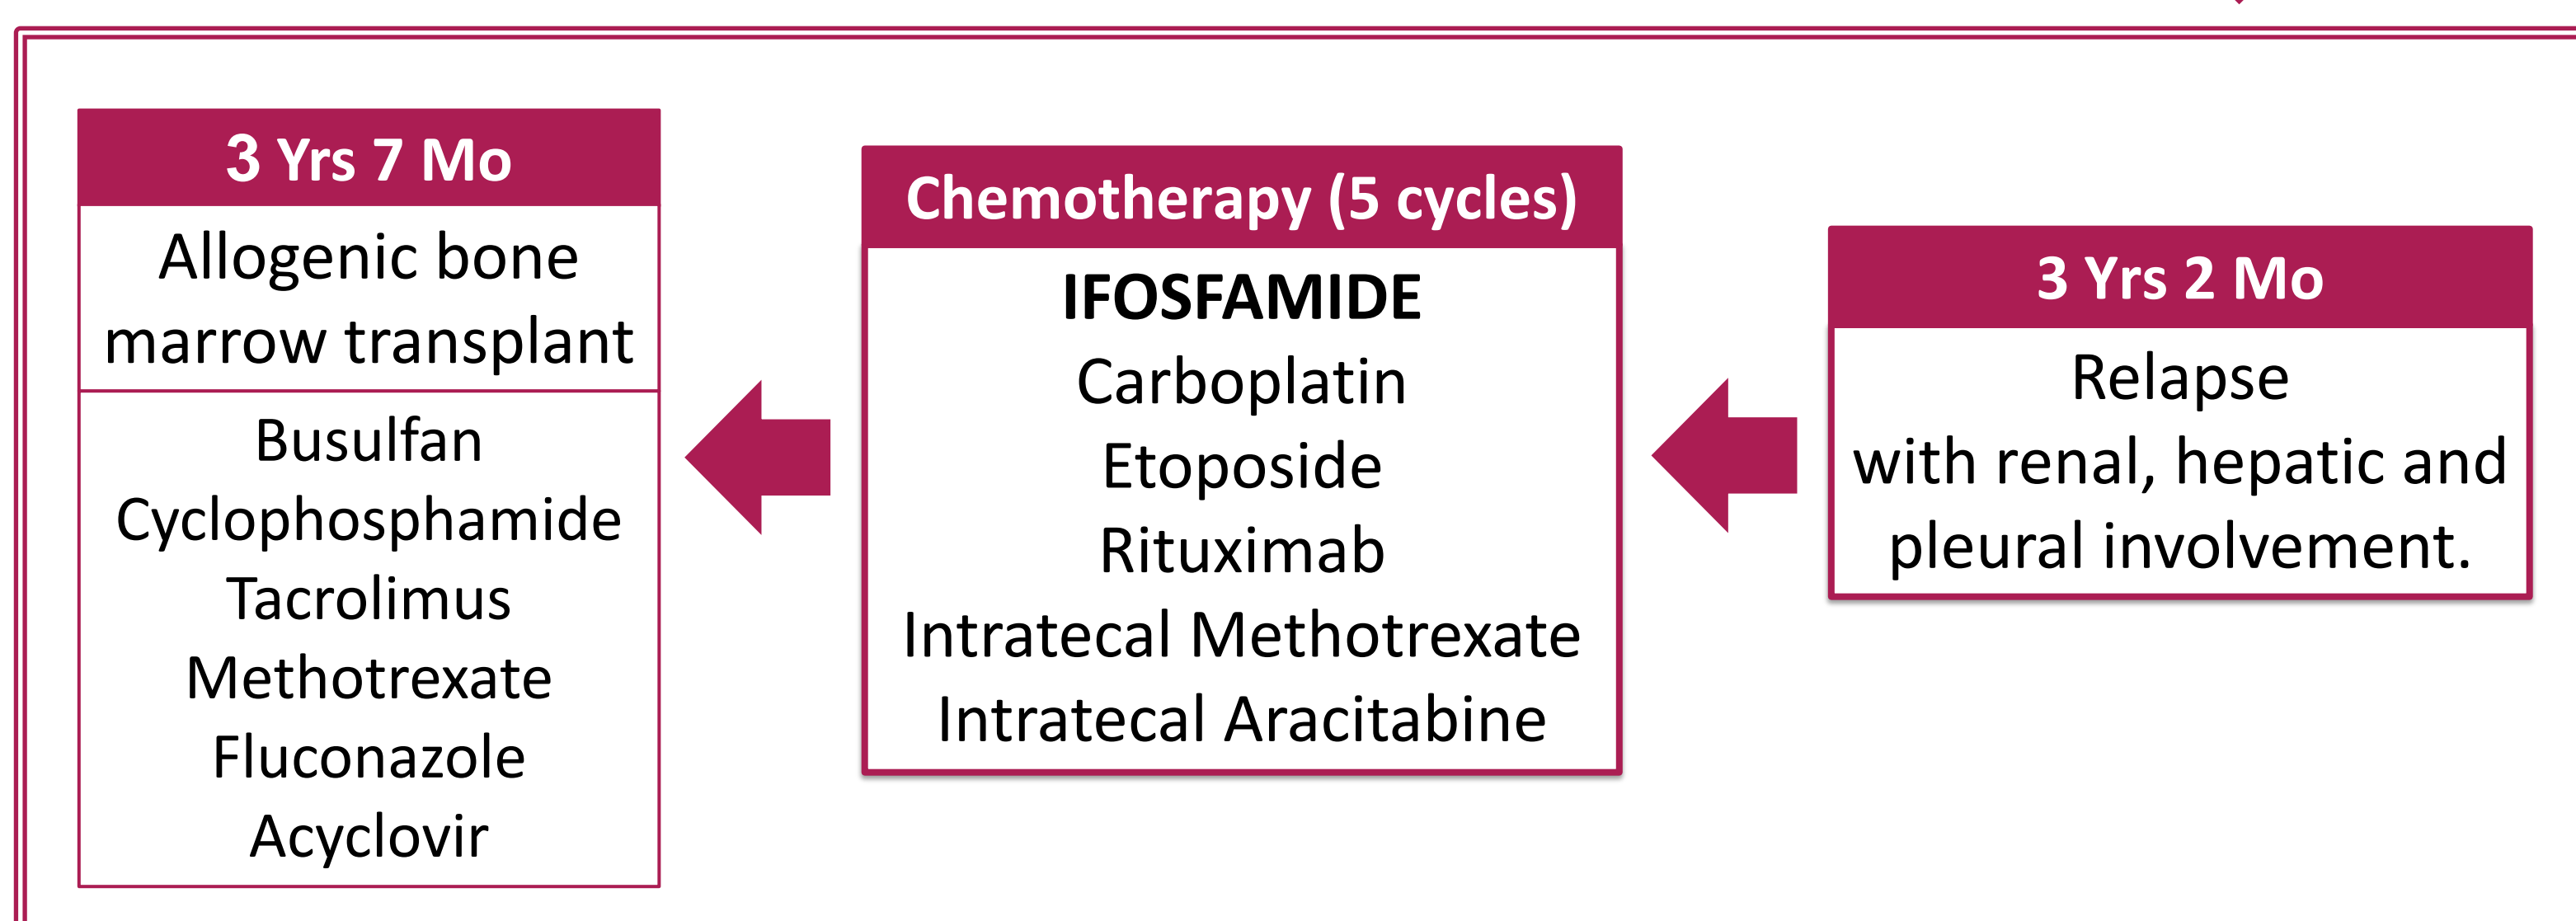 3 Yrs 7 Mo
Allogenic bone
marrow transplant
Busulfan
Cyclophosphamide
Tacrolimus
Methotrexate
Fluconazole
Acyclovir
Chemotherapy (5 cycles)
IFOSFAMIDE
Carboplatin
Etoposide
Rituximab
Intratecal Methotrexate
Intratecal Aracitabine
3 Yrs 2 Mo
Relapse
with renal, hepatic and
pleural involvement.